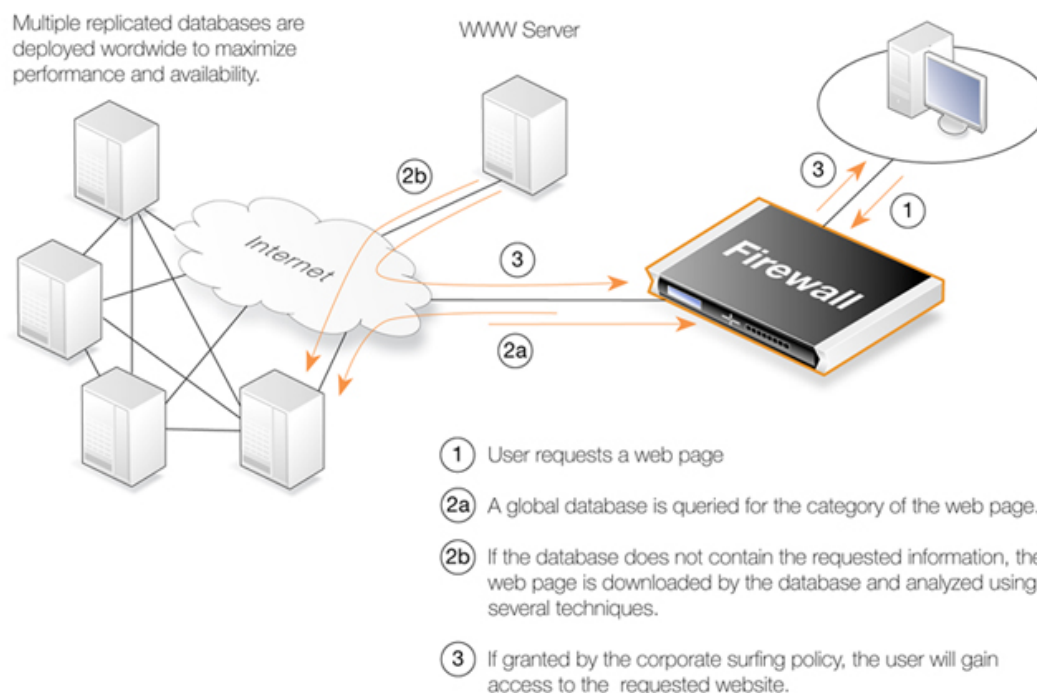 Multiple replicated databases are
deployed wordwide to maximize
performance and availability.
WWW Server
2b
3
1
Internet
3
Firewall
2a
1 User requests a web page
2a A global database is queried for the category of the web page.
2b If the database does not contain the requested information, the
web page is downloaded by the database and analyzed using
several techniques.
3 If granted by the corporate surfing policy, the user will gain
access to the requested website.